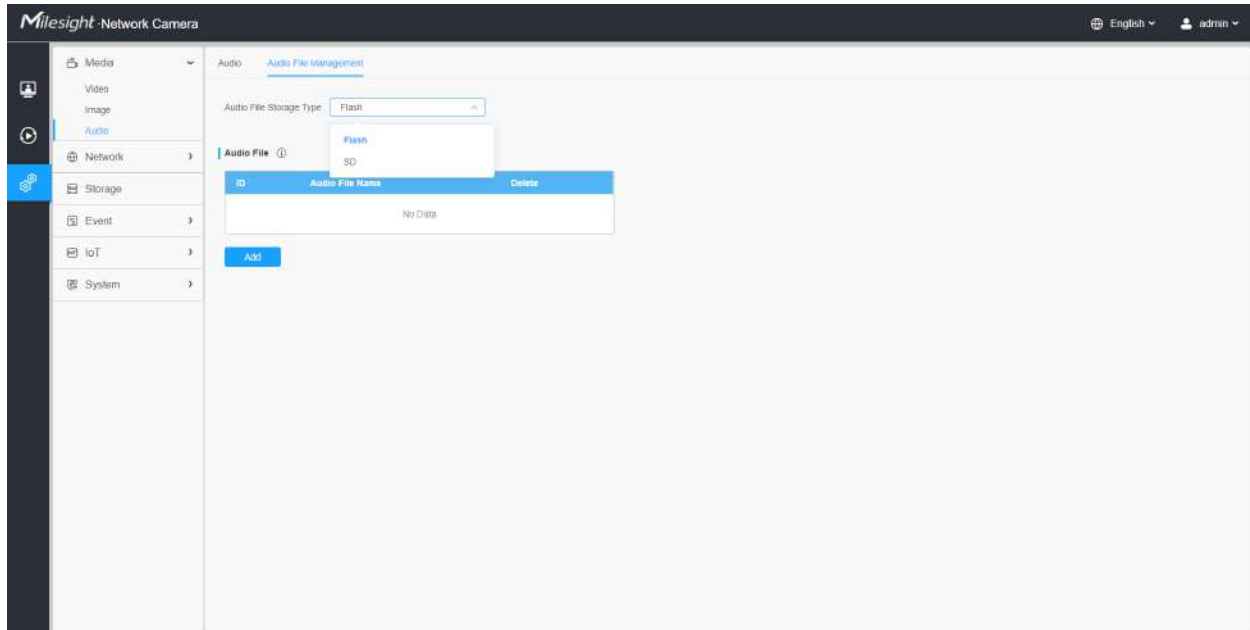 Milesight Network Camera
English
admin
Media
Video
Image
Audio
Network
Storage
Event
IoT
System
Audio Audio File Management
Audio File Storage Type Flash
Flash
SD
Audio File
ID Audio File Name Delete
No Data
Add